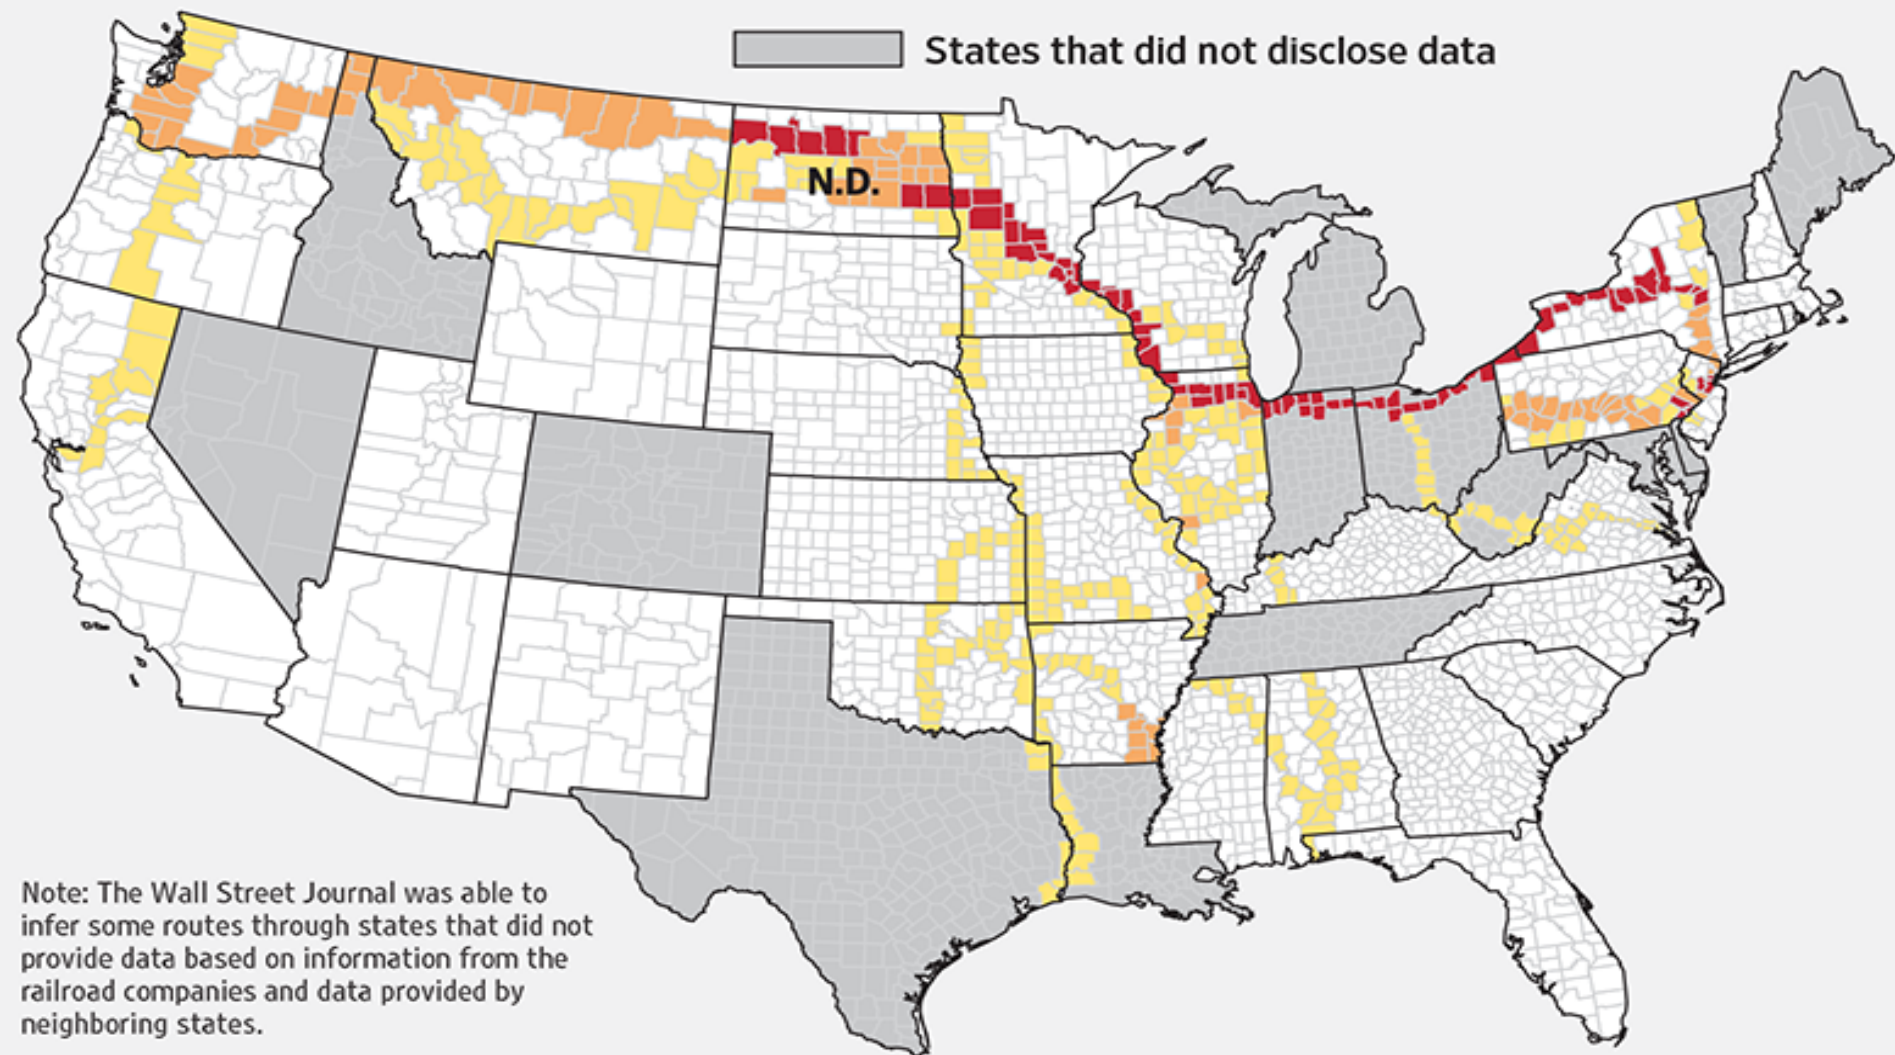 States that did not disclose data
N.D.
Note: The Wall Street Journal was able to
infer some routes through states that did not
provide data based on information from the
railroad companies and data provided by
neighboring states.